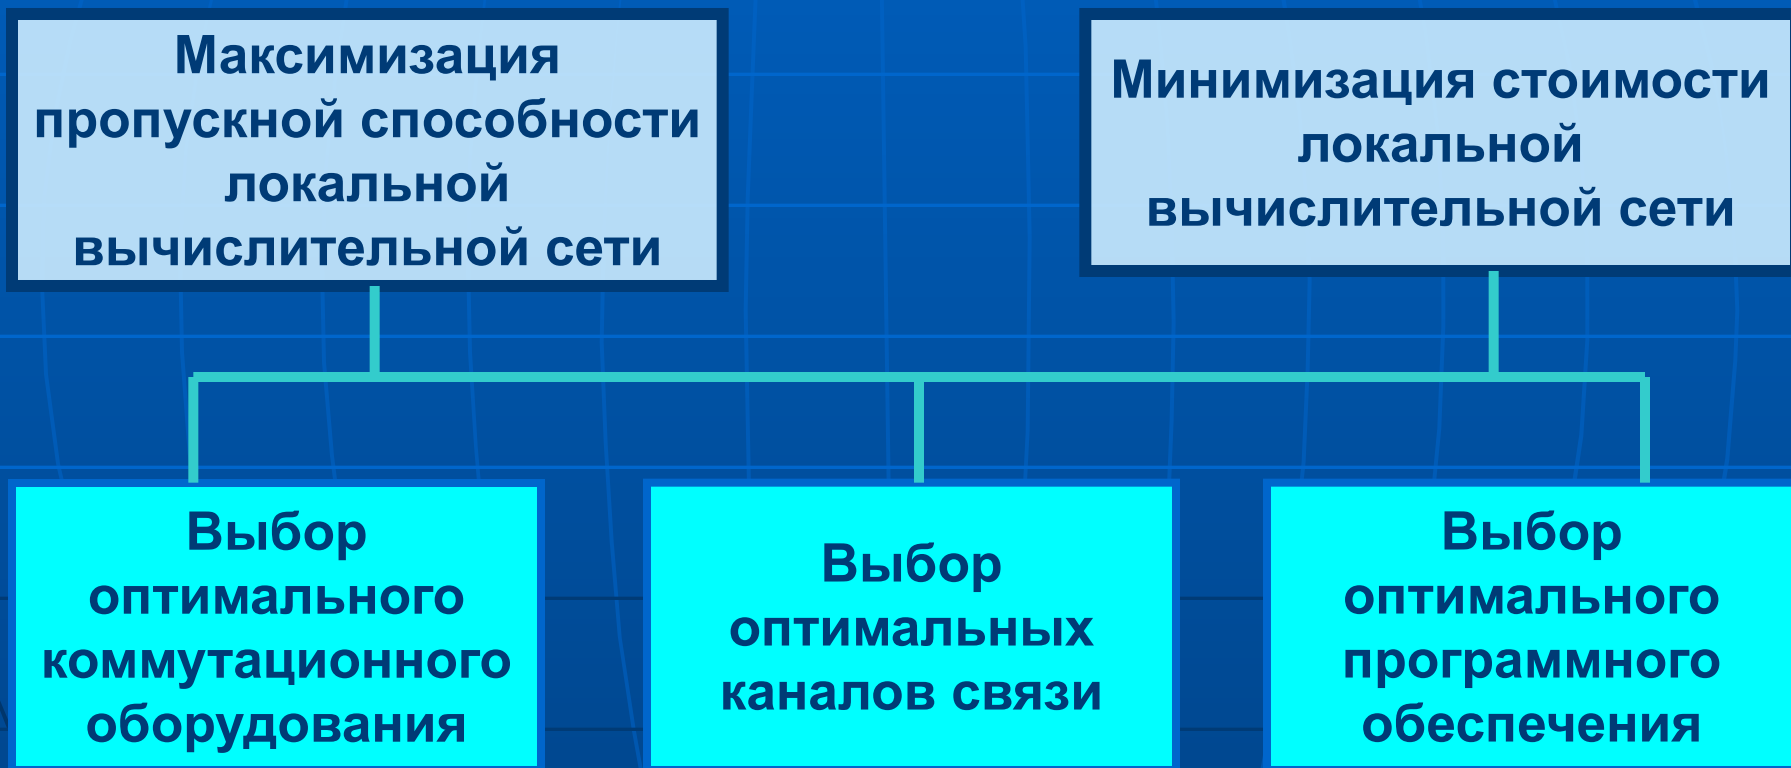 Максимизация
пропускной способности
локальной
вычислительной сети
Минимизация стоимости
локальной
вычислительной сети
Выбор
оптимального
коммутационного
оборудования
Выбор
оптимальных
каналов связи
Выбор
оптимального
программного
обеспечения